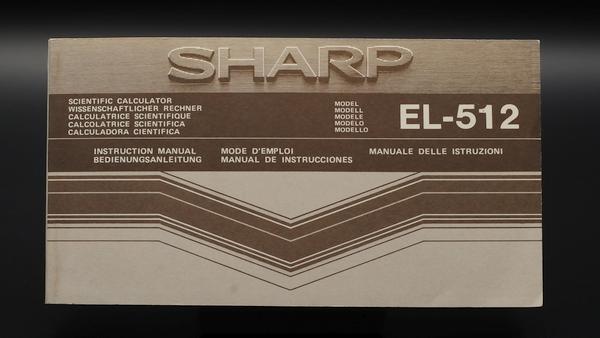 SHARP
SCIENTIFIC CALCULATOR
WISSENSCHAFTLICHER RECHNER
CALCULATRICE SCIENTIFIQUE
CALCOLATRICE SCIENTIFICA
CALCULADORA CIENTIFICA
MODEL
MODELL
MODELE
MODELO
MODELLO
EL-512
INSTRUCTION MANUAL
BEDIENUNGSANLEITUNG
MODE D'EMPLOI
MANUAL DE INSTRUCCIONES
MANUALE DELLE ISTRUZIONI